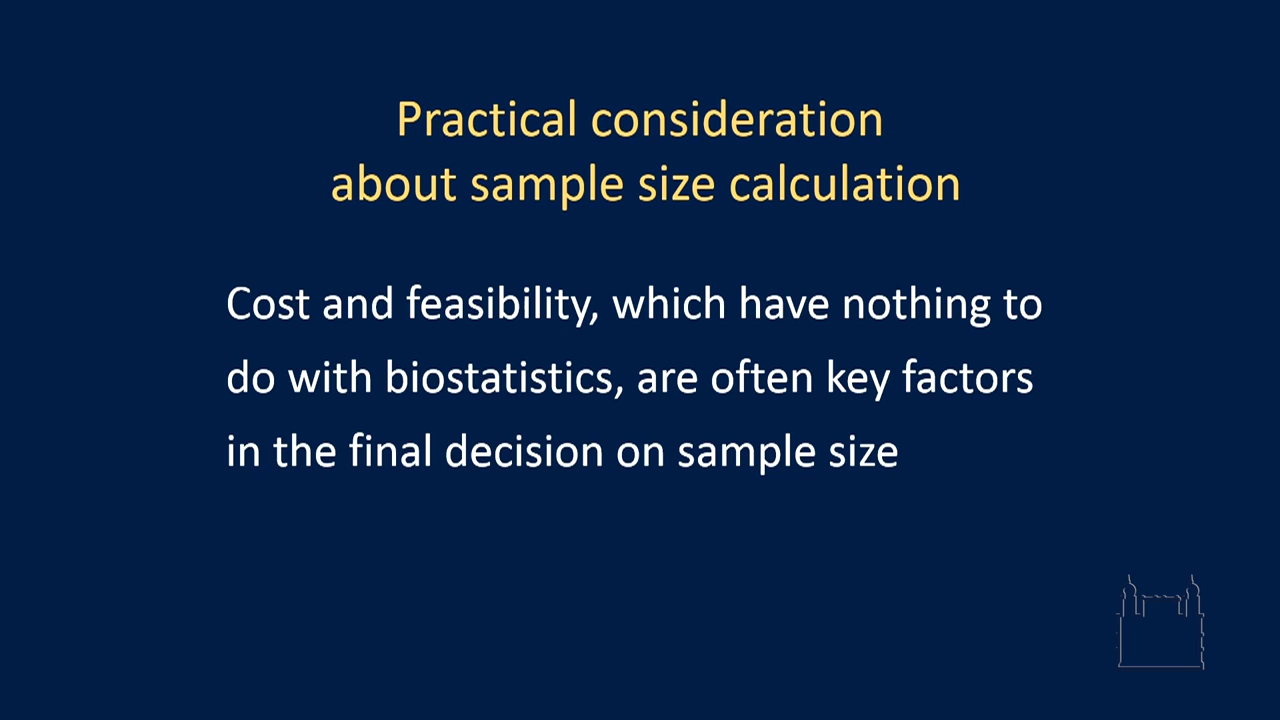 Practical consideration
about sample size calculation
Cost and feasibility, which have nothing to
do with biostatistics, are often key factors
in the final decision on sample size